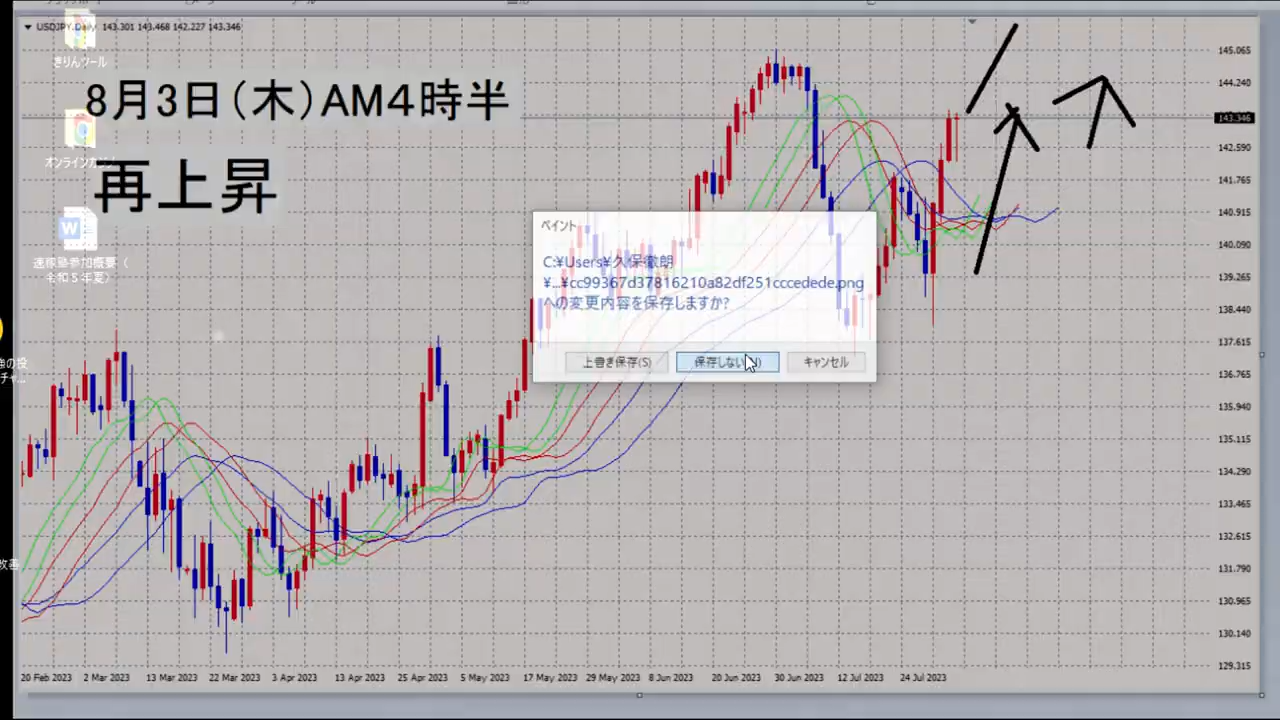 USDJPY,Daily 143.301 143.468 142.227 143.346
きりんツール
8月3日(木)AM4時半
再上昇
速稼塾参加概要(
令和5年夏)
ペイント
C:¥Users¥久保徹朗
¥...¥cc99367d37816210a82df251cccedede.png
への変更内容を保存しますか?
上書き保存(S)
保存しない
キャンセル
145.065
144.240
143.346
142.590
141.765
140.915
140.090
139.265
138.440
137.615
136.765
135.940
135.115
134.290
133.465
132.615
131.790
130.965
130.140
129.315
20 Feb 2023 2 Mar 2023 13 Mar 2023 22 Mar 2023 3 Apr 2023 13 Apr 2023 25 Apr 2023 5 May 2023 17 May 2023 29 May 2023 8 Jun 2023 20 Jun 2023 30 Jun 2023 12 Jul 2023 24 Jul 2023